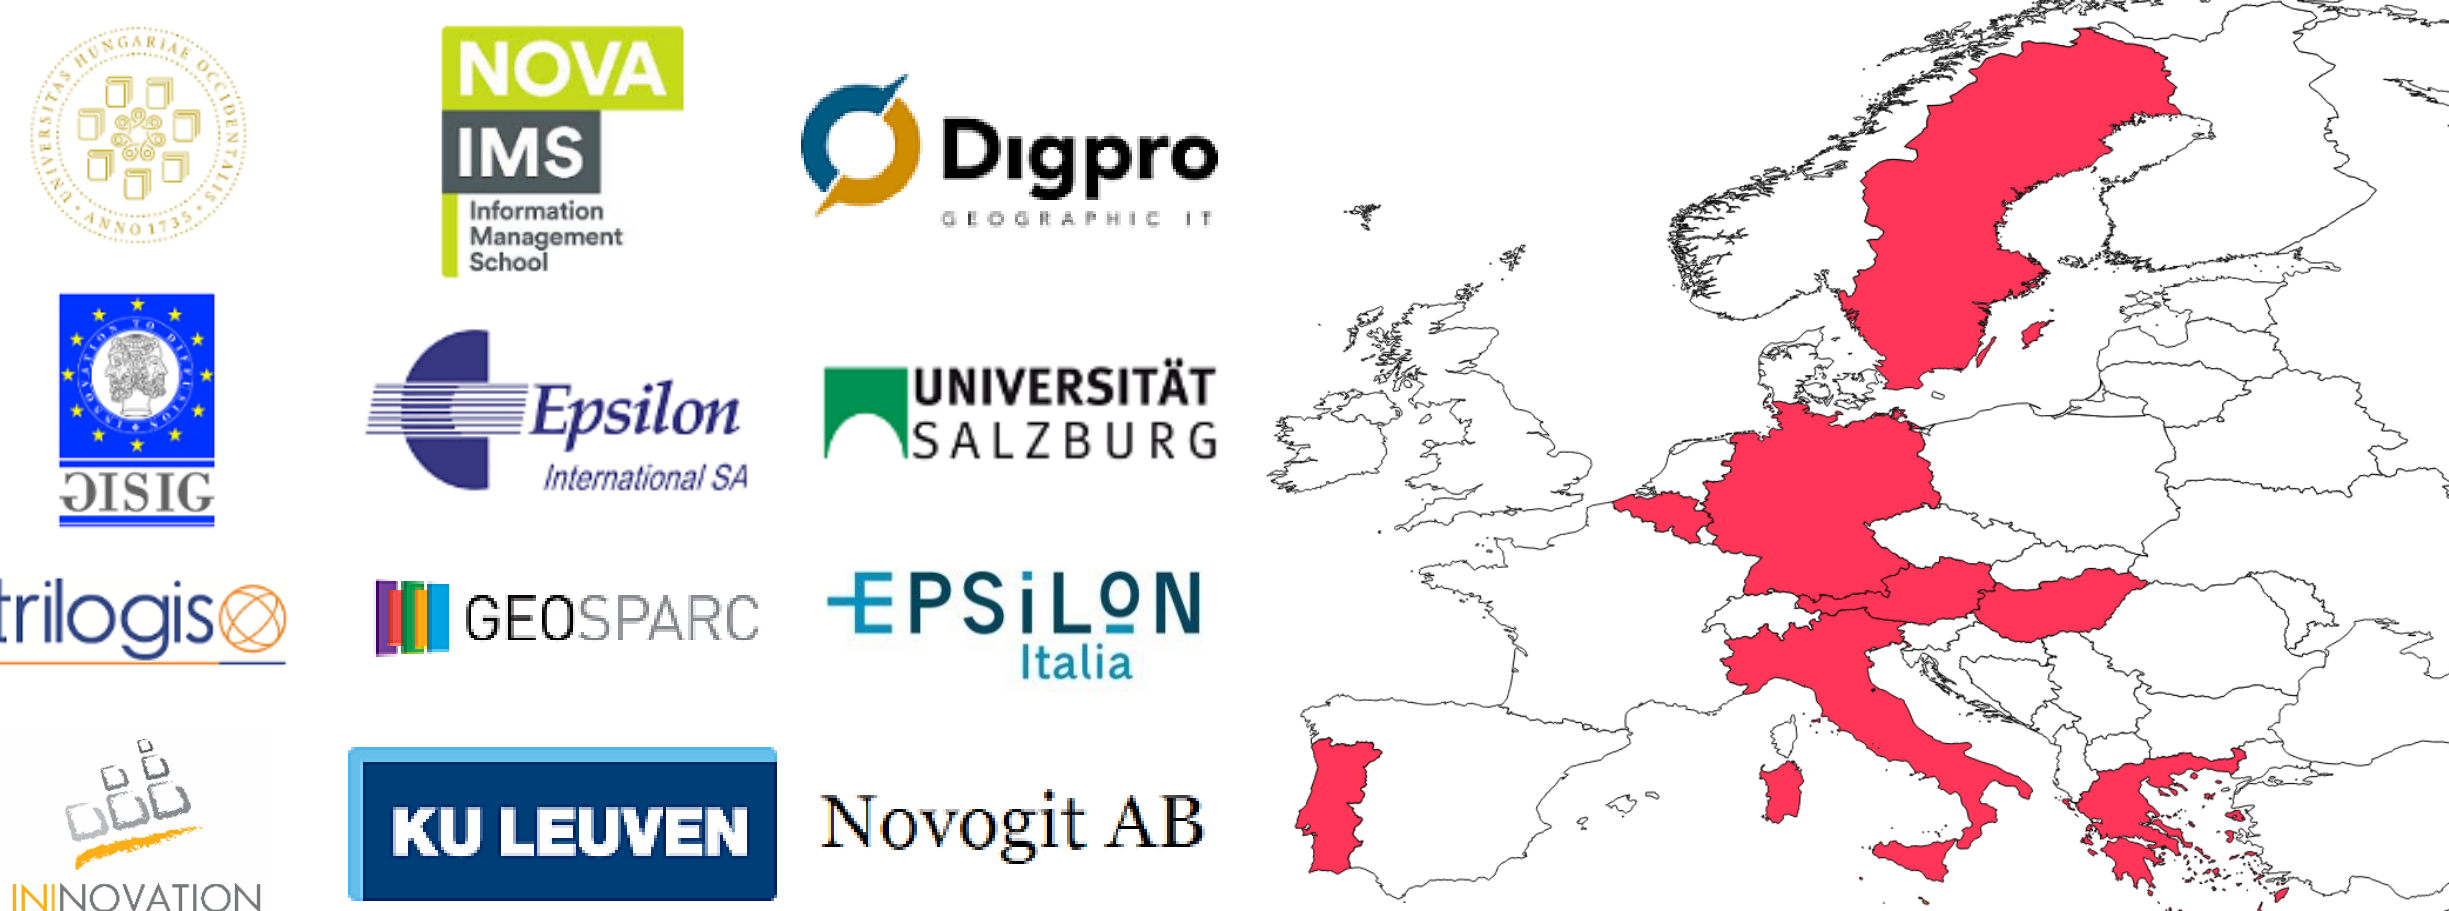 UNIVERSITAS HUNGARIAE OCCIDENTALIS
· ANNO 1735 ·
NOVA
IMS
Information
Management
School
Digpro
GEOGRAPHIC IT
GISIG
Epsilon
International SA
UNIVERSITÄT
SALZBURG
trilogis
GEOSPARC
EPSiLON
Italia
ININNOVATION
KU LEUVEN
Novogit AB